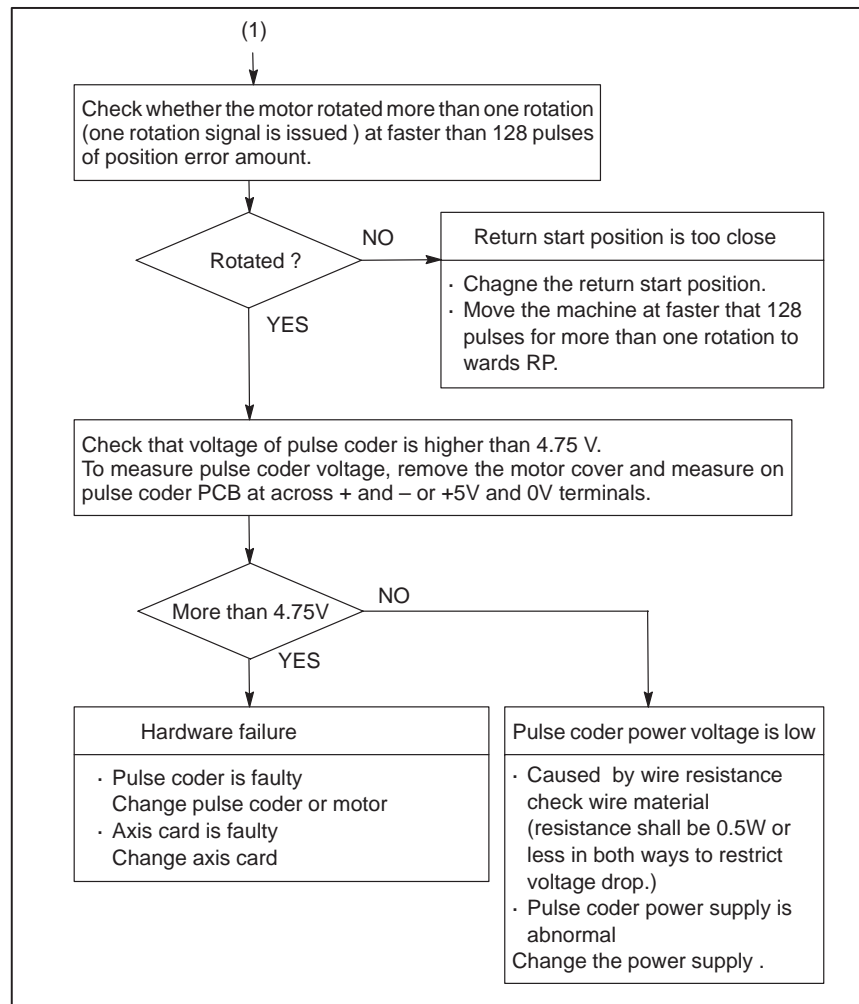 (1)
Check whether the motor rotated more than one rotation
(one rotation signal is issued ) at faster than 128 pulses
of position error amount.
Rotated ?
NO
YES
Return start position is too close
· Chagne the return start position.
· Move the machine at faster that 128
pulses for more than one rotation to
wards RP.
Check that voltage of pulse coder is higher than 4.75 V.
To measure pulse coder voltage, remove the motor cover and measure on
pulse coder PCB at across + and – or +5V and 0V terminals.
More than 4.75V
NO
YES
Hardware failure
· Pulse coder is faulty
Change pulse coder or motor
· Axis card is faulty
Change axis card
Pulse coder power voltage is low
· Caused by wire resistance
check wire material
(resistance shall be 0.5W or
less in both ways to restrict
voltage drop.)
· Pulse coder power supply is
abnormal
Change the power supply .